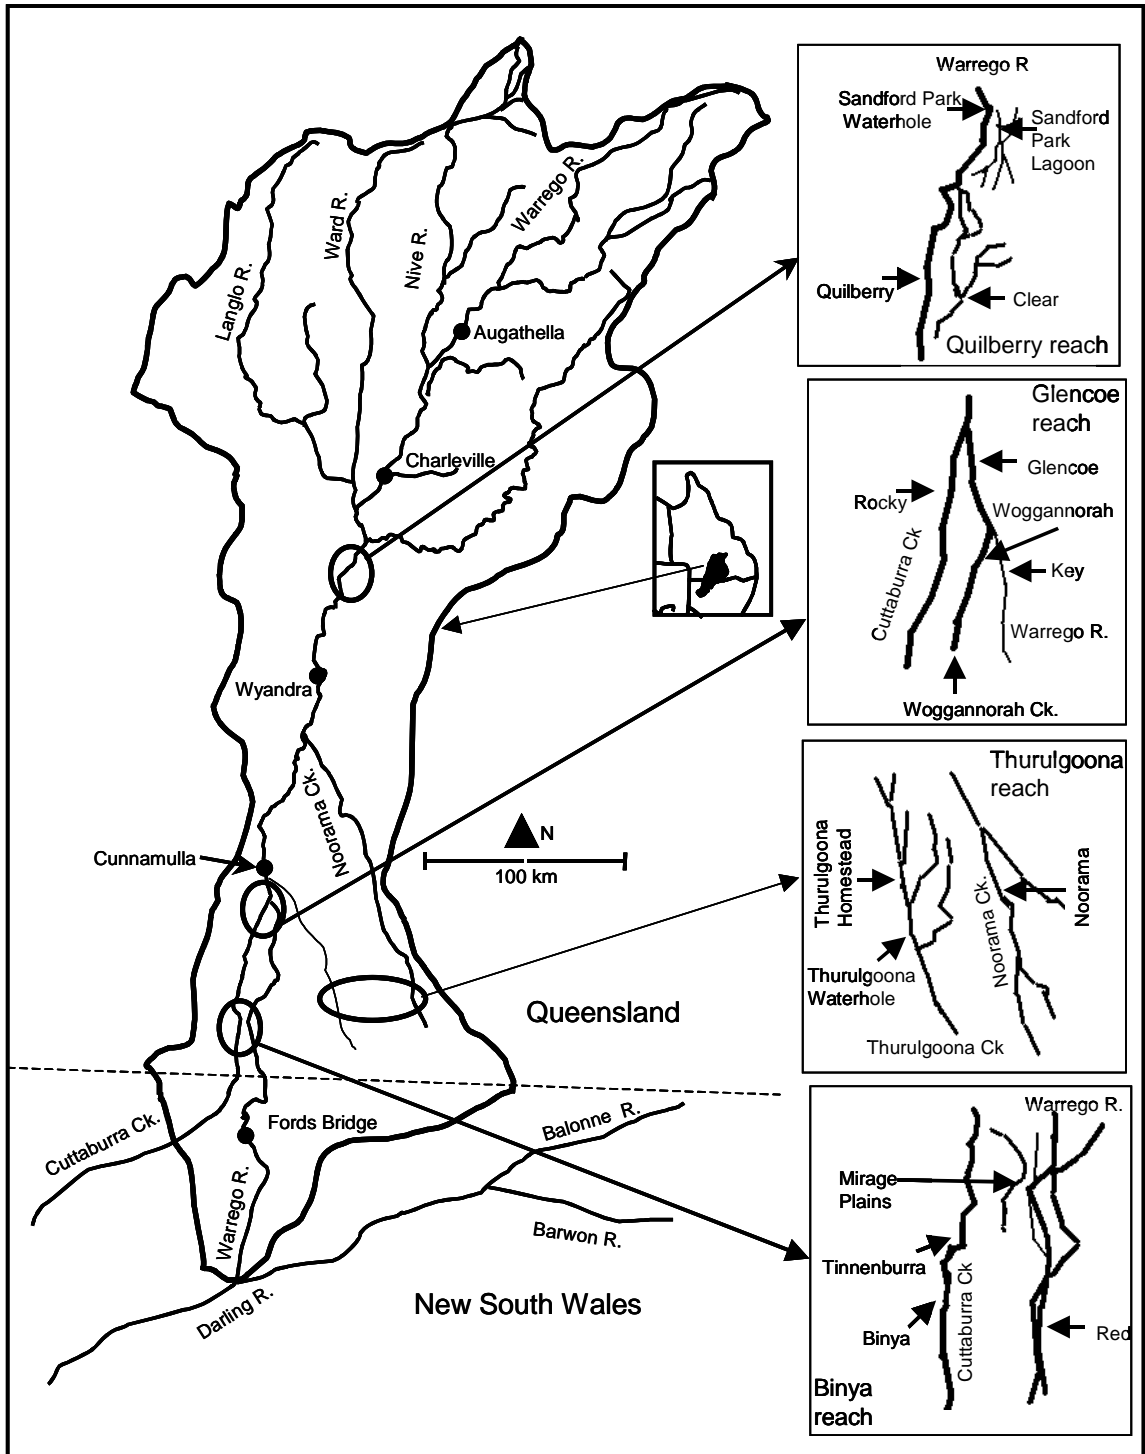 Langlo R.
Ward R.
Nive R.
Warrego R.
Augathella
Charleville
Wyandra
Noorama Ck.
Cunnamulla
N
100 km
Queensland
Cuttaburra Ck.
Fords Bridge
Balonne R.
Warrego R.
Barwon R.
Darling R.
New South Wales
Warrego R
Sandford Park
Waterhole
Sandford
Park
Lagoon
Quilberry
Clear
Quilberry reach
Glencoe
reach
Glencoe
Rocky
Woggannorah
Cuttaburra Ck
Key
Warrego R.
Woggannorah Ck.
Thurulgoona
reach
Thurulgoona
Homestead
Noorama Ck.
Noorama
Thurulgoona
Waterhole
Thurulgoona Ck
Warrego R.
Mirage
Plains
Tinnenburra
Cuttaburra Ck
Binya
Red
Binya
reach